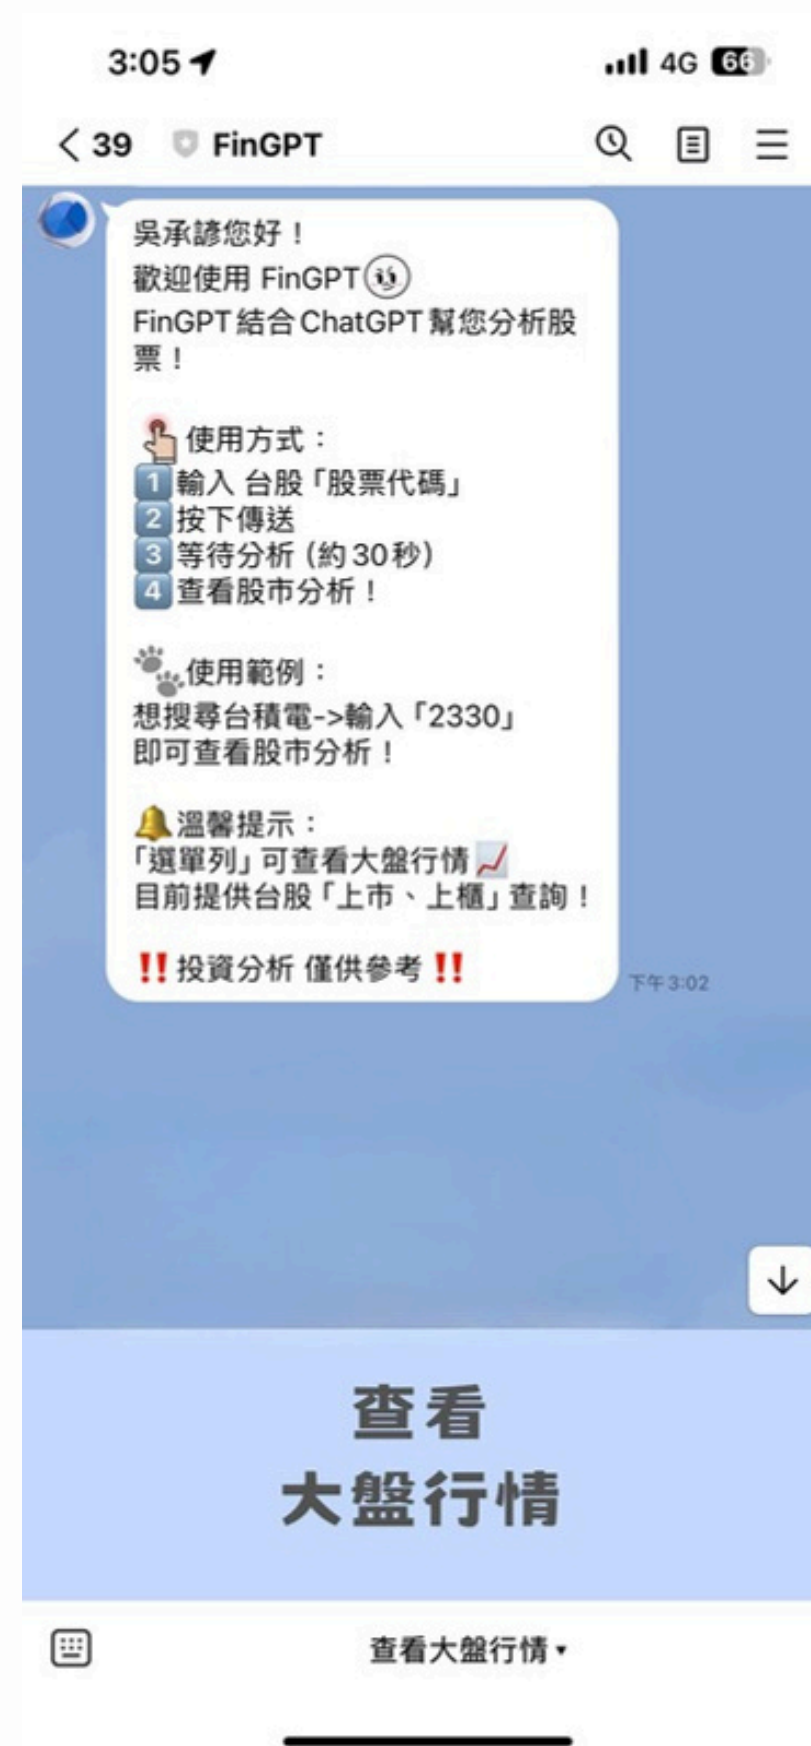 3:05
4G 66
39 FinGPT
吳承諺您好！
歡迎使用 FinGPT
FinGPT結合ChatGPT幫您分析股
票！
使用方式：
1輸入 台股「股票代碼」
2按下傳送
3等待分析 (約30秒)
4查看股市分析！
使用範例：
想搜尋台積電->輸入「2330」
即可查看股市分析！
溫馨提示：
「選單列」可查看大盤行情
目前提供台股「上市、上櫃」查詢！
‼投資分析 僅供參考‼
下午3:02
查看
大盤行情
查看大盤行情